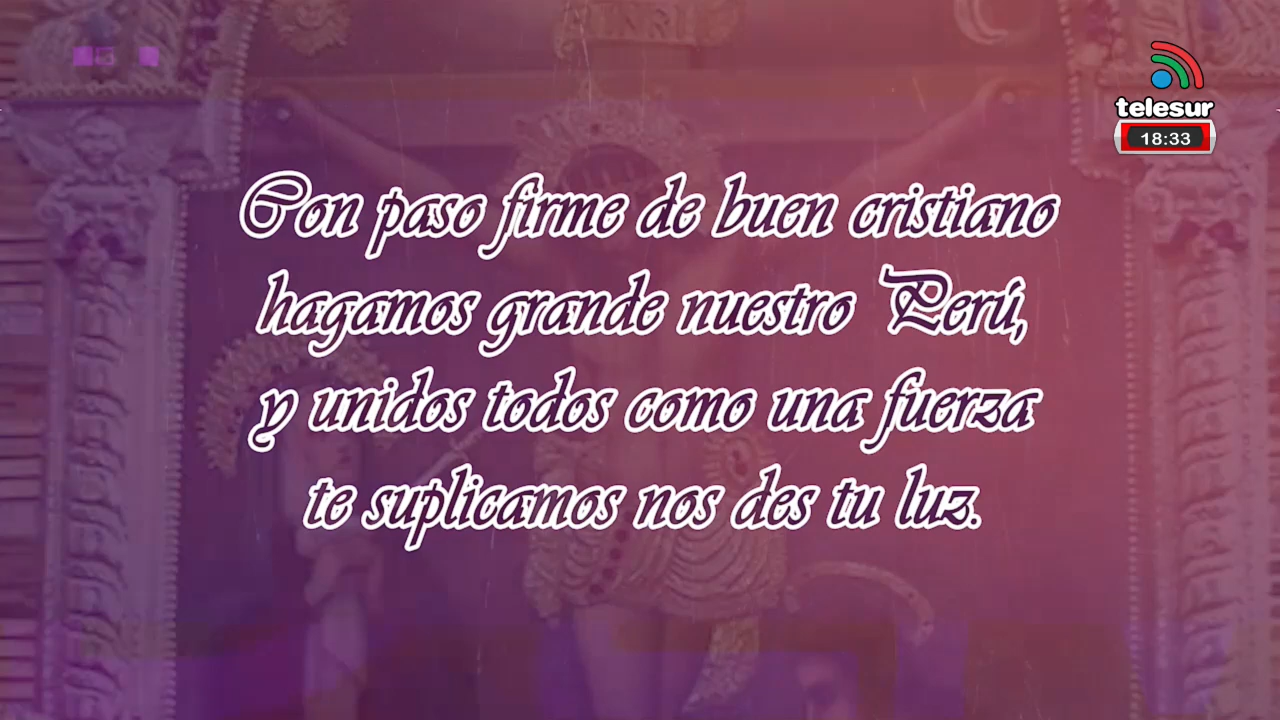 INRI
telesur
18:33
Con paso firme de buen cristiano
hagamos grande nuestro Perú,
y unidos todos como una fuerza
te suplicamos nos des tu luz.